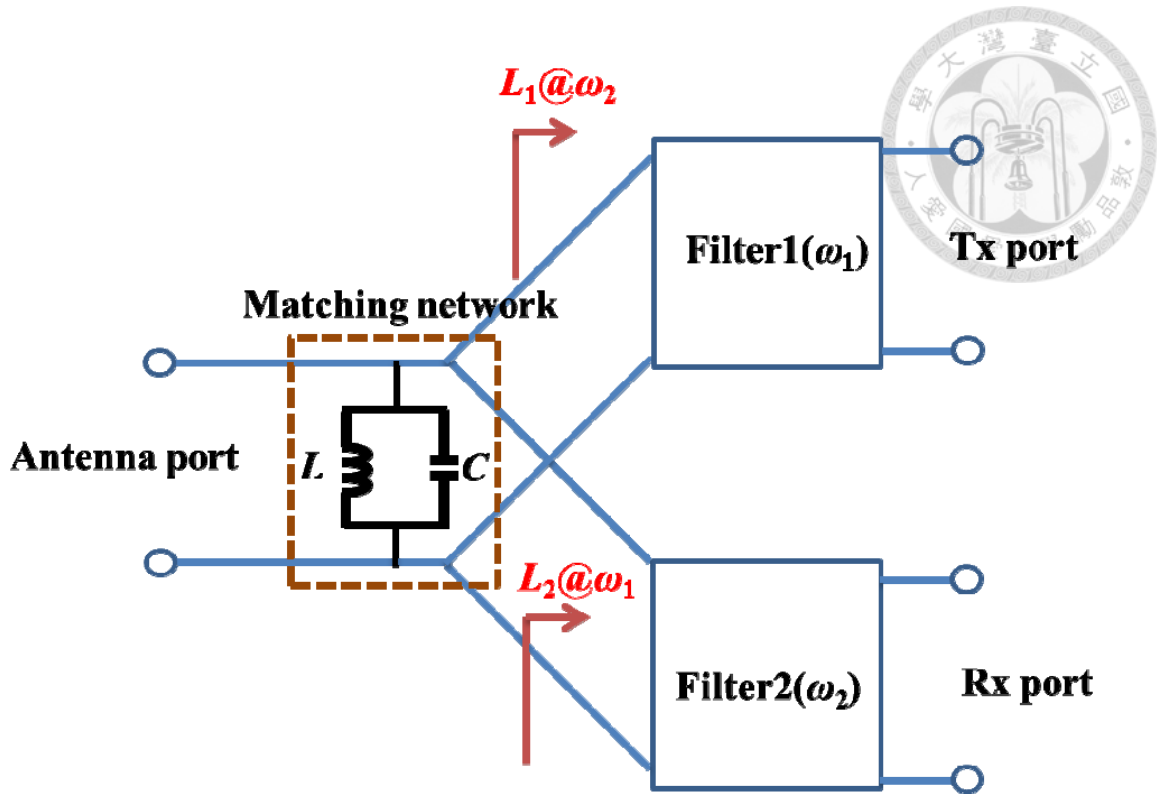 L₁@ω₂
Filter1(ω₁)
Tx port
Matching network
Antenna port
L
C
L₂@ω₁
Filter2(ω₂)
Rx port